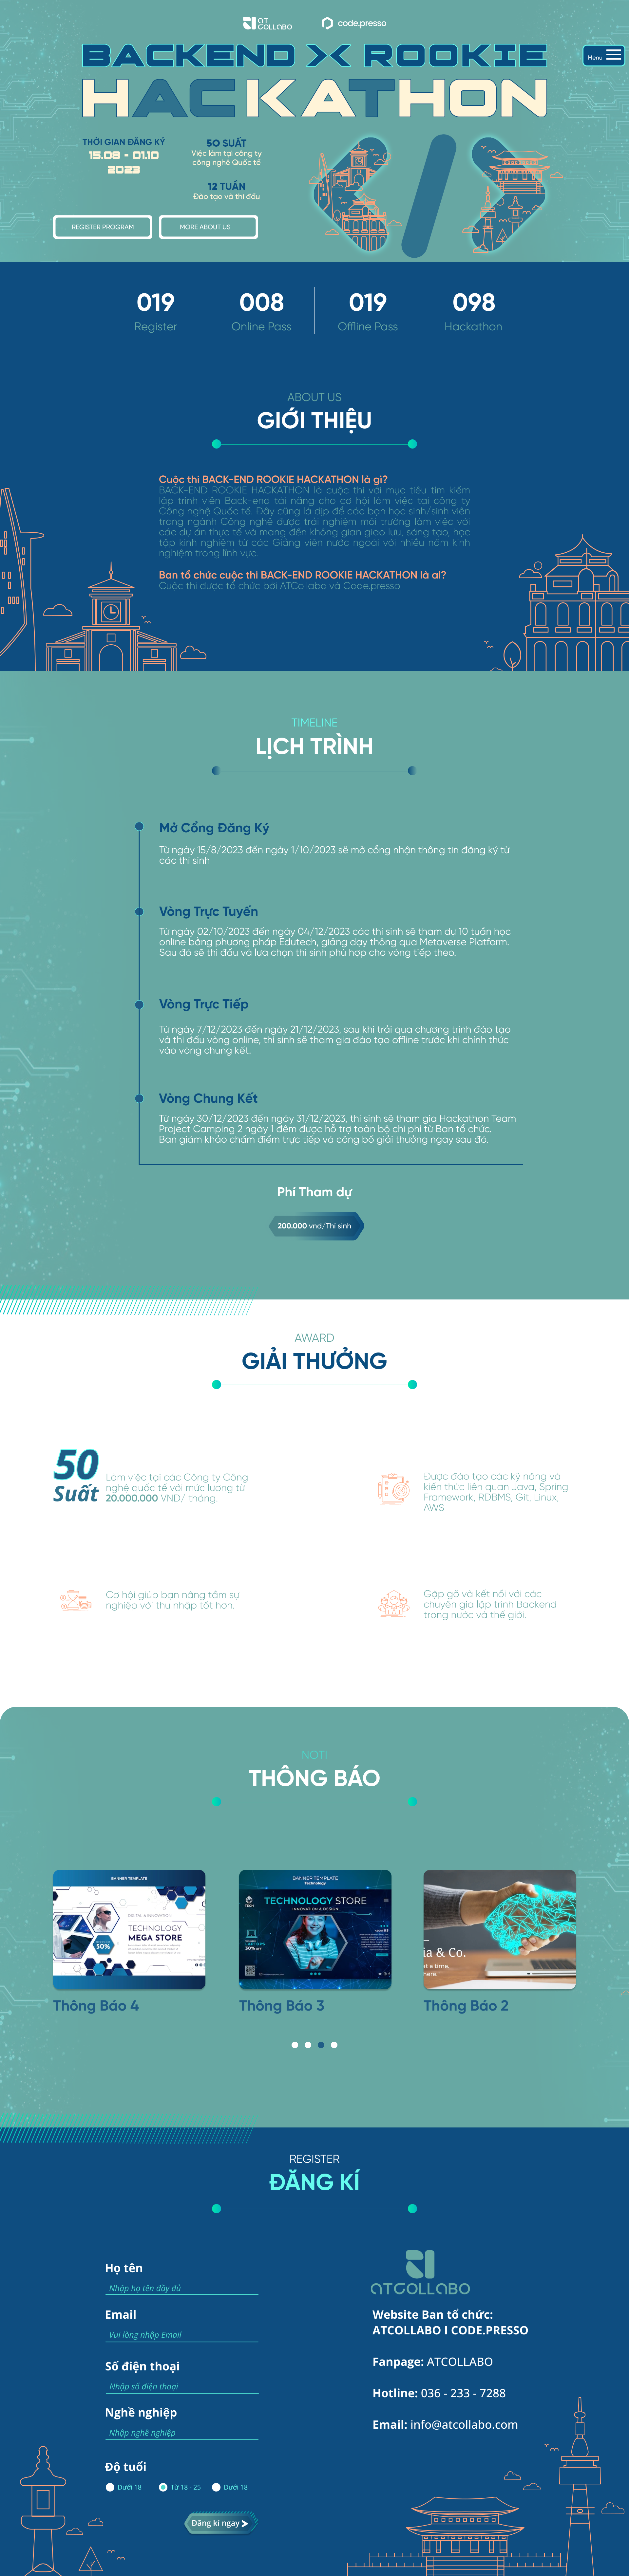 AT COLLABO
code.presso
Menu
BACKEND X ROOKIE
HACKATHON
THỜI GIAN ĐĂNG KÝ
15.08 - 01.10
2023
50 SUẤT
Việc làm tại công ty
công nghệ Quốc tế
12 TUẦN
Đào tạo và thi đấu
REGISTER PROGRAM
MORE ABOUT US
019
008
019
098
Register
Online Pass
Offline Pass
Hackathon
ABOUT US
GIỚI THIỆU
Cuộc thi BACK-END ROOKIE HACKATHON là gì?
BACK-END ROOKIE HACKATHON là cuộc thi với mục tiêu tìm kiếm
lập trình viên Back-end tài năng cho cơ hội làm việc tại công ty
Công nghệ Quốc tế. Đây cũng là dịp để các bạn học sinh/sinh viên
trong ngành Công nghệ được trải nghiệm môi trường làm việc với
các dự án thực tế và mang đến không gian giao lưu, sáng tạo, học
tập kinh nghiệm từ các Giảng viên nước ngoài với nhiều năm kinh
nghiệm trong lĩnh vực.
Ban tổ chức cuộc thi BACK-END ROOKIE HACKATHON là ai?
Cuộc thi được tổ chức bởi ATCollabo và Code.presso
TIMELINE
LỊCH TRÌNH
Mở Cổng Đăng Ký
Từ ngày 15/8/2023 đến ngày 1/10/2023 sẽ mở cổng nhận thông tin đăng ký từ
các thí sinh
Vòng Trực Tuyến
Từ ngày 02/10/2023 đến ngày 04/12/2023 các thí sinh sẽ tham dự 10 tuần học
online bằng phương pháp Edutech, giảng dạy thông qua Metaverse Platform.
Sau đó sẽ thi đấu và lựa chọn thí sinh phù hợp cho vòng tiếp theo.
Vòng Trực Tiếp
Từ ngày 7/12/2023 đến ngày 21/12/2023, sau khi trải qua chương trình đào tạo
và thi đấu vòng online, thí sinh sẽ tham gia đào tạo offline trước khi chính thức
vào vòng chung kết.
Vòng Chung Kết
Từ ngày 30/12/2023 đến ngày 31/12/2023, thí sinh sẽ tham gia Hackathon Team
Project Camping 2 ngày 1 đêm được hỗ trợ toàn bộ chi phí từ Ban tổ chức.
Ban giám khảo chấm điểm trực tiếp và công bố giải thưởng ngay sau đó.
Phí Tham dự
200.000 vnd/Thí sinh
AWARD
GIẢI THƯỞNG
50
Suất
Làm việc tại các Công ty Công
nghệ quốc tế với mức lương từ
20.000.000 VND/ tháng.
Được đào tạo các kỹ năng và
kiến thức liên quan Java, Spring
Framework, RDBMS, Git, Linux,
AWS
Cơ hội giúp bạn nâng tầm sự
nghiệp với thu nhập tốt hơn.
Gặp gỡ và kết nối với các
chuyên gia lập trình Backend
trong nước và thế giới.
NOTI
THÔNG BÁO
BANNER TEMPLATE
DIGITAL & INNOVATION
TECHNOLOGY
MEGA STORE
50%
BANNER TEMPLATE
Technology
TECH
TECHNOLOGY STORE
INNOVATION & DESIGN
LAPTOPS
30% OFF
ia & Co.
at a time
here."
Thông Báo 4
Thông Báo 3
Thông Báo 2
REGISTER
ĐĂNG KÍ
Họ tên
Nhập họ tên đầy đủ
Email
Vui lòng nhập Email
Số điện thoại
Nhập số điện thoại
Nghề nghiệp
Nhập nghề nghiệp
Độ tuổi
Dưới 18
Từ 18 - 25
Dưới 18
Đăng kí ngay
ATCOLLABO
Website Ban tổ chức:
ATCOLLABO I CODE.PRESSO
Fanpage: ATCOLLABO
Hotline: 036 - 233 - 7288
Email: info@atcollabo.com